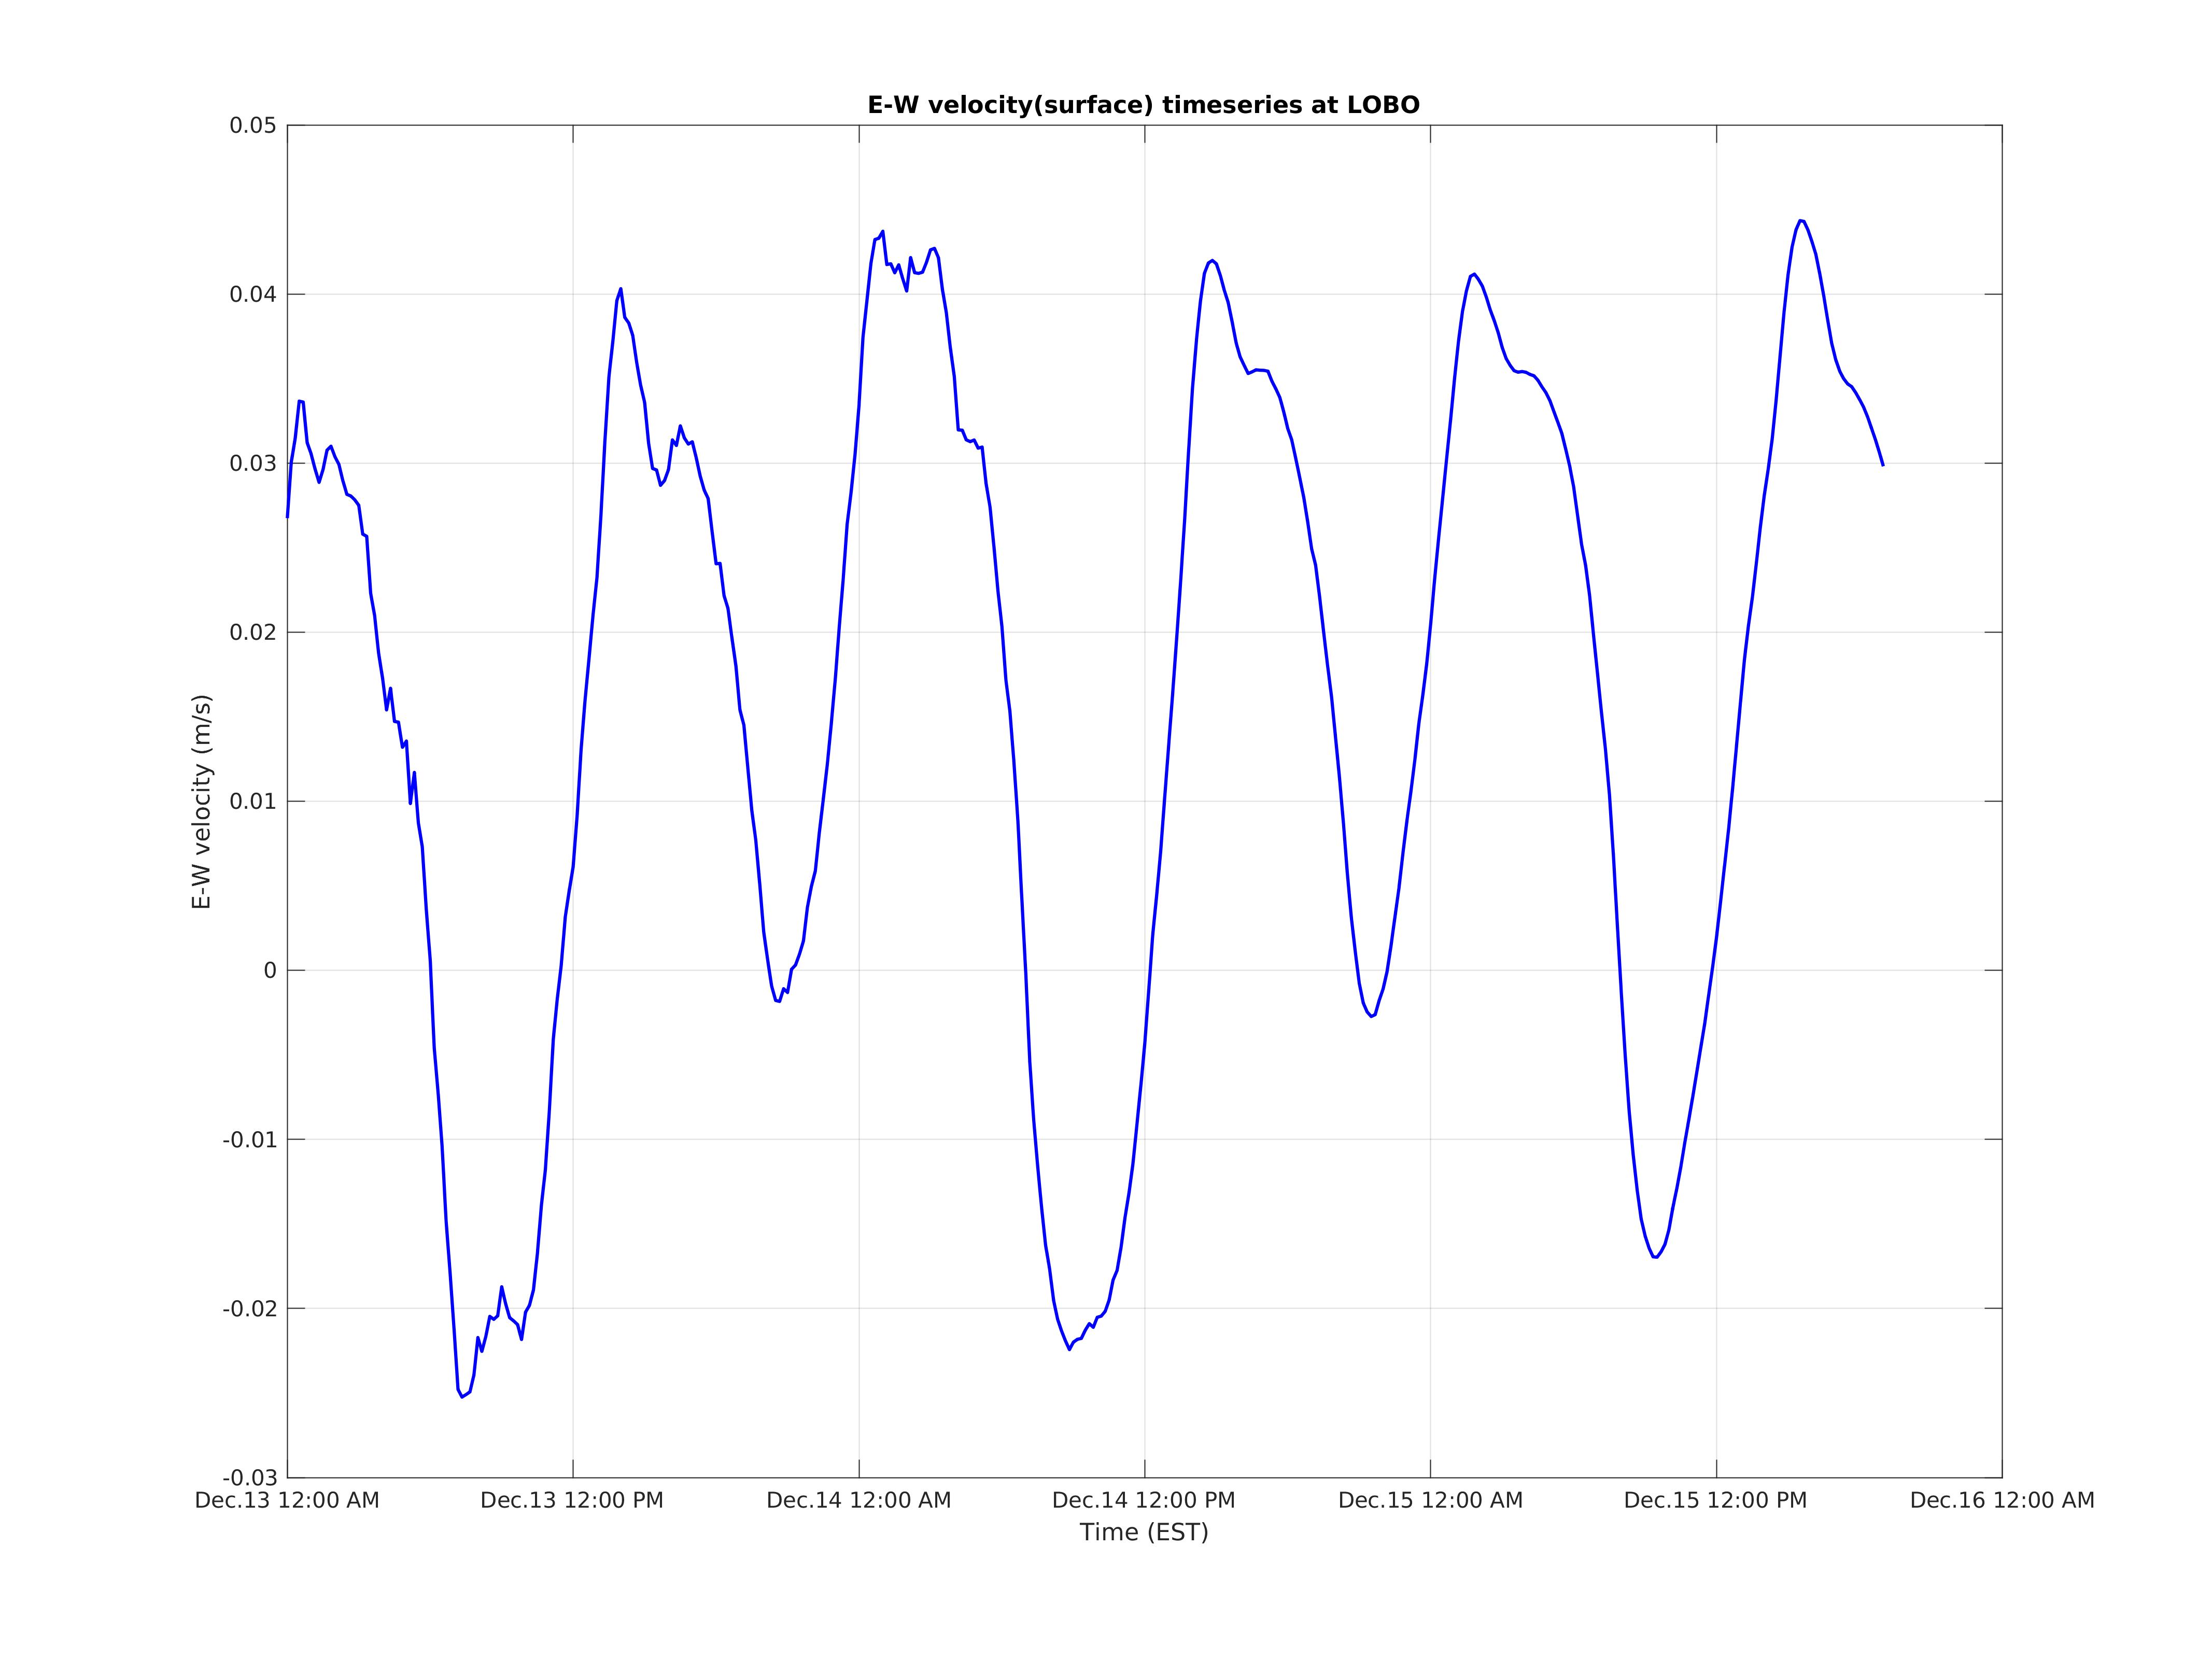 E-W velocity(surface) timeseries at LOBO
0.05
0.04
0.03
0.02
0.01
0
-0.01
-0.02
-0.03
E-W velocity (m/s)
Dec.13 12:00 AM Dec.13 12:00 PM Dec.14 12:00 AM Dec.14 12:00 PM Dec.15 12:00 AM Dec.15 12:00 PM Dec.16 12:00 AM
Time (EST)